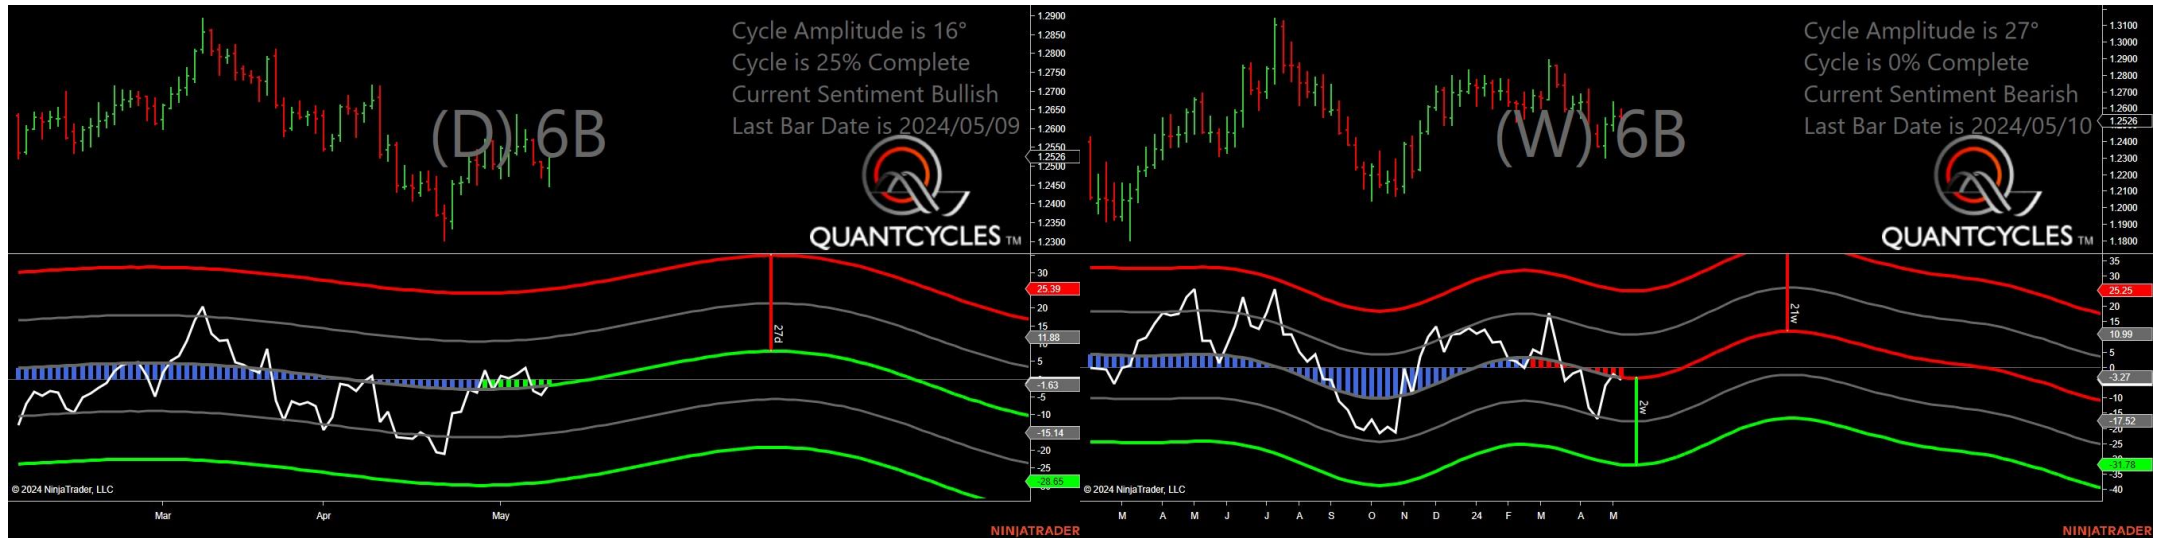 Cycle Amplitude is 16°
Cycle is 25% Complete
Current Sentiment Bullish
Last Bar Date is 2024/05/09
(D) 6B
QUANTCYCLES TM
1.2900
1.2850
1.2800
1.2750
1.2700
1.2650
1.2600
1.2550
1.2526
1.2500
1.2450
1.2400
1.2350
1.2300
27d
30
25.39
20
15
11.88
10
5
-1.63
-5
-10
-15.14
-20
-25
-28.65
© 2024 NinjaTrader, LLC
Mar
Apr
May
NINJATRADER
Cycle Amplitude is 27°
Cycle is 0% Complete
Current Sentiment Bearish
Last Bar Date is 2024/05/10
(W) 6B
QUANTCYCLES TM
1.3100
1.3000
1.2900
1.2800
1.2700
1.2600
1.2526
1.2400
1.2300
1.2200
1.2100
1.2000
1.1900
1.1800
21w
2w
35
30
25.25
20
15
10.99
5
0
-3.27
-10
-15
-17.52
-20
-25
-31.78
-35
-40
© 2024 NinjaTrader, LLC
M A M J J A S O N D 24 F M A M
NINJATRADER